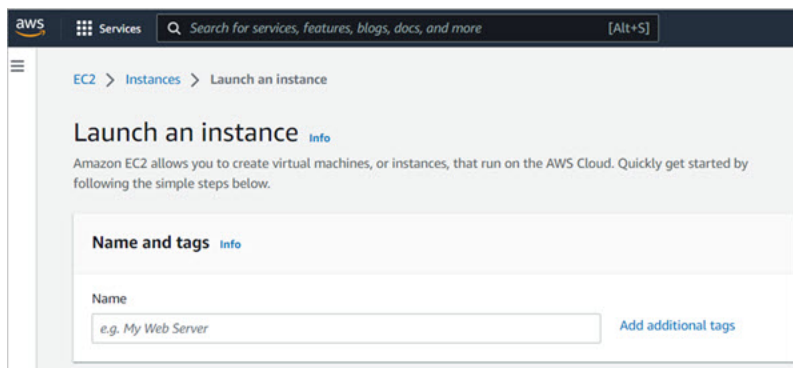 aws Services Search for services, features, blogs, docs, and more [Alt+S]
EC2 > Instances > Launch an instance
Launch an instance Info
Amazon EC2 allows you to create virtual machines, or instances, that run on the AWS Cloud. Quickly get started by
following the simple steps below.
Name and tags Info
Name
e.g. My Web Server Add additional tags